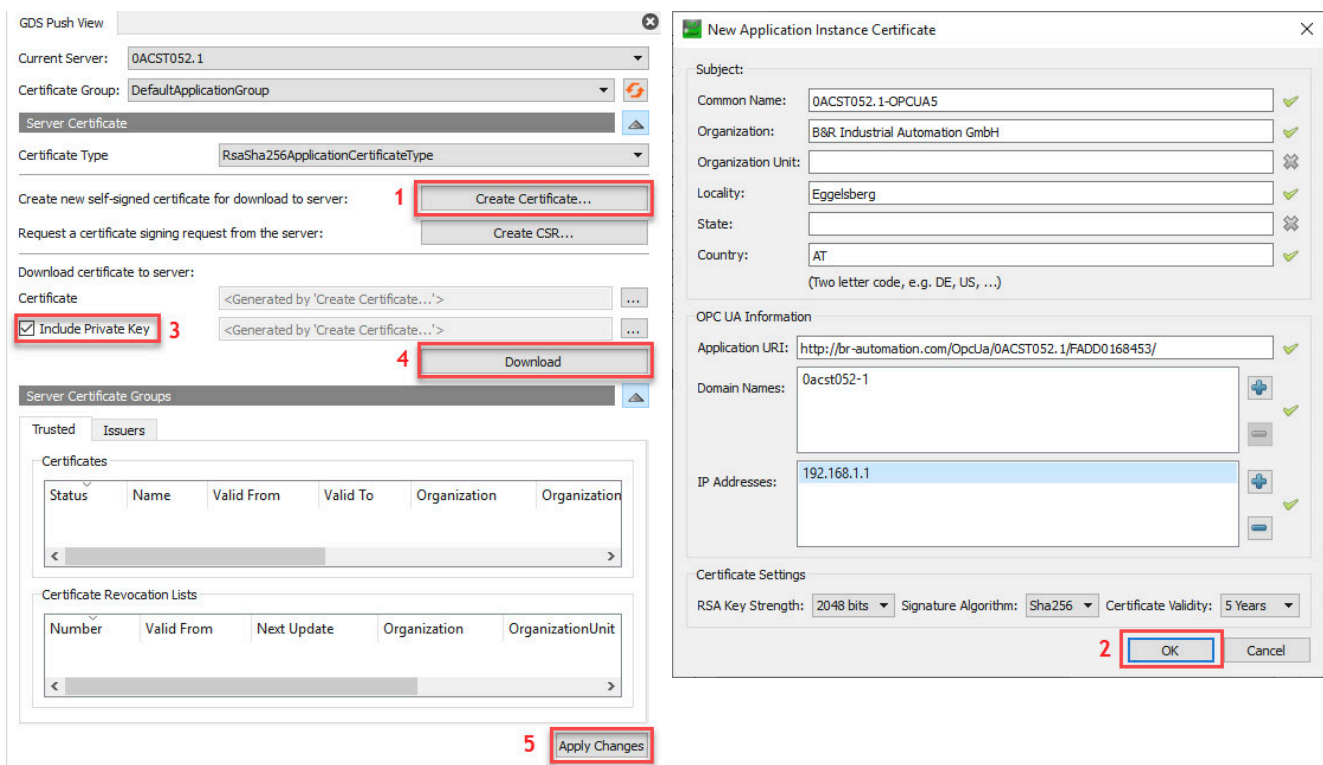 GDS Push View
Current Server: 0ACST052.1
Certificate Group: DefaultApplicationGroup
Server Certificate
Certificate Type RsaSha256ApplicationCertificateType
Create new self-signed certificate for download to server: 1 Create Certificate...
Request a certificate signing request from the server: Create CSR...
Download certificate to server:
Certificate <Generated by 'Create Certificate...'> ...
Include Private Key 3 <Generated by 'Create Certificate...'> ...
4 Download
Server Certificate Groups
Trusted Issuers
Certificates
Status Name Valid From Valid To Organization Organization
Certificate Revocation Lists
Number Valid From Next Update Organization OrganizationUnit
5 Apply Changes
New Application Instance Certificate
Subject:
Common Name: 0ACST052.1-OPCUA5
Organization: B&R Industrial Automation GmbH
Organization Unit:
Locality: Eggelsberg
State:
Country: AT
(Two letter code, e.g. DE, US, ...)
OPC UA Information
Application URI: http://br-automation.com/OpcUa/0ACST052.1/FADD0168453/
Domain Names: 0acst052-1
IP Addresses: 192.168.1.1
Certificate Settings
RSA Key Strength: 2048 bits Signature Algorithm: Sha256 Certificate Validity: 5 Years
2 OK Cancel